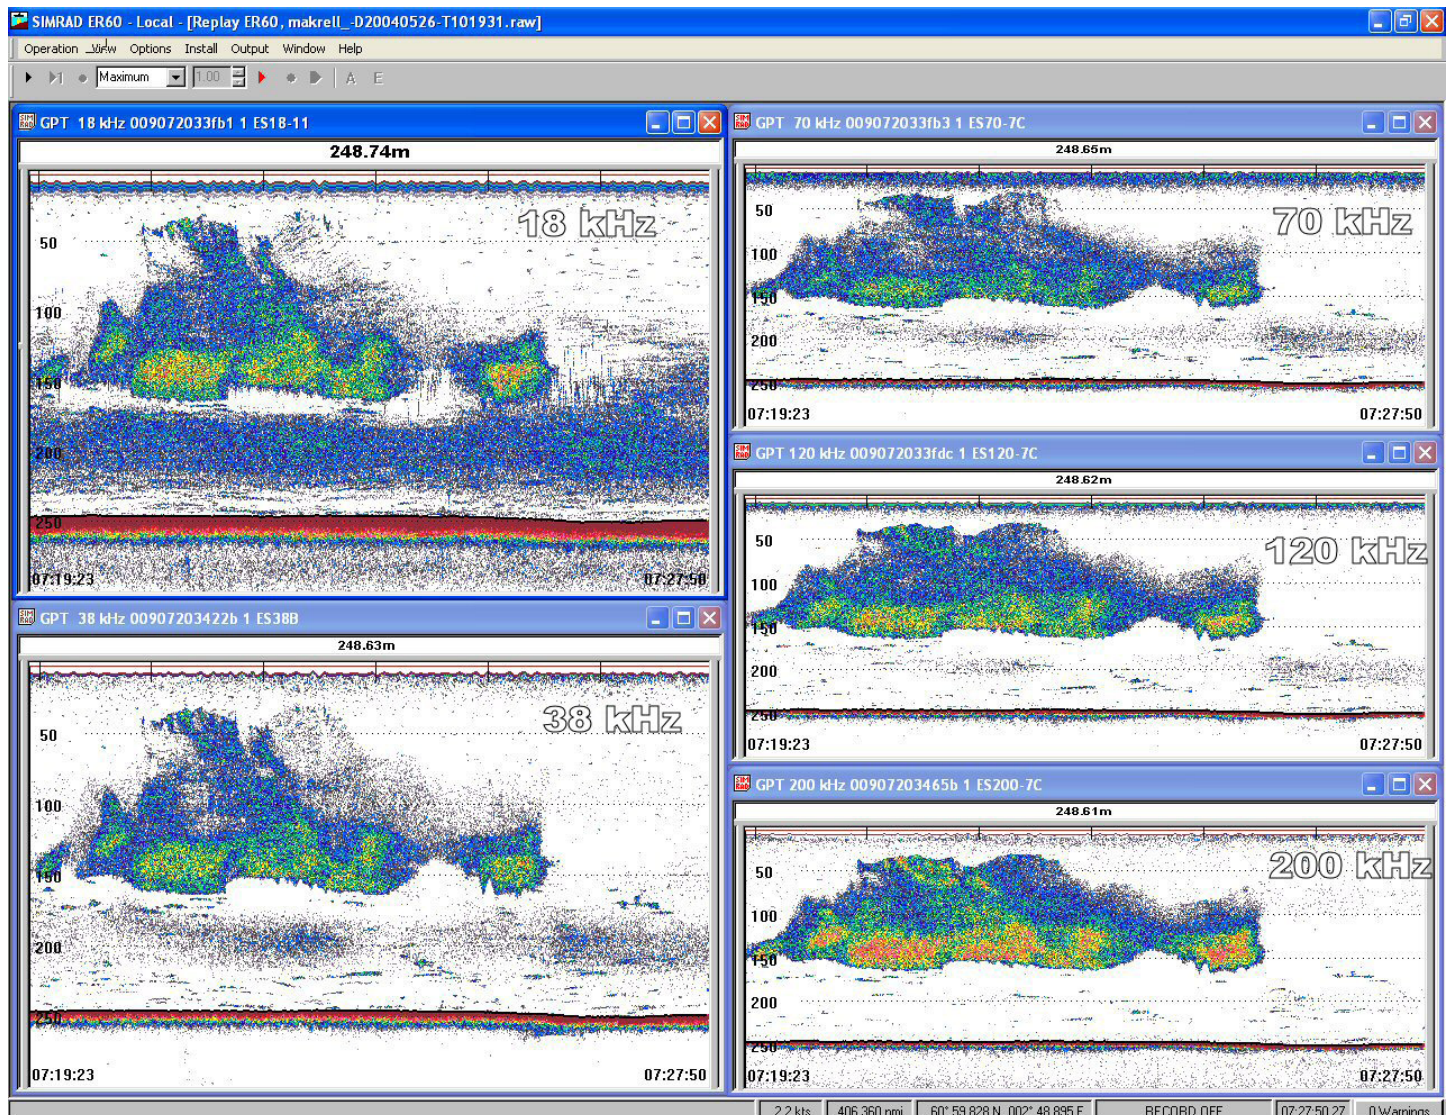 SIMRAD ER60 - Local - [Replay ER60, makrell_-D20040526-T101931.raw]
Operation View Options Install Output Window Help
Maximum 1.00 A E
GPT 18 kHz 009072033fb1 1 ES18-11
248.74m
18 kHz
50
100
150
200
250
07:19:23 07:27:50
GPT 38 kHz 00907203422b 1 ES38B
248.63m
38 kHz
50
100
150
200
250
07:19:23 07:27:50
GPT 70 kHz 009072033fb3 1 ES70-7C
248.65m
70 kHz
50
100
150
200
250
07:19:23 07:27:50
GPT 120 kHz 009072033fdc 1 ES120-7C
248.62m
120 kHz
50
100
150
200
250
07:19:23 07:27:50
GPT 200 kHz 00907203465b 1 ES200-7C
248.61m
200 kHz
50
100
150
200
250
07:19:23 07:27:50
2.2 kts 406.360 nmi 60° 59.828 N 002° 48.895 E RECORD OFF 07:27:50.27 0 Warnings